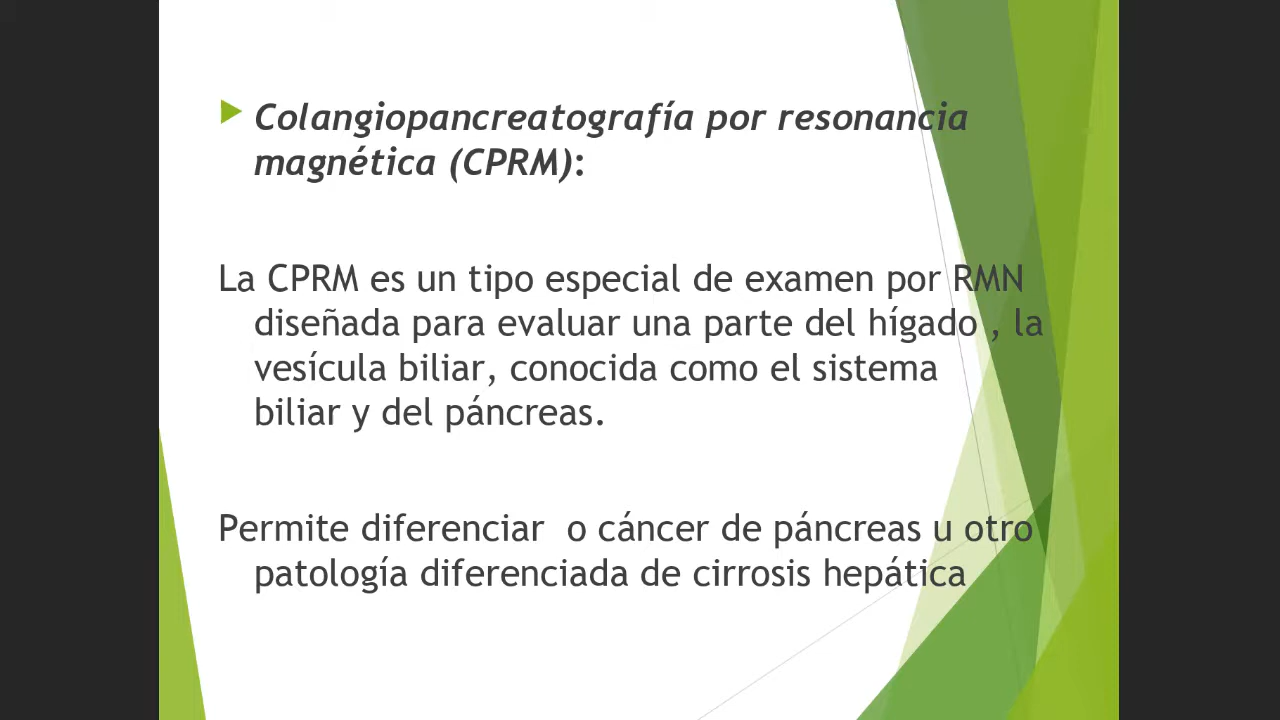 Colangiopancreatografía por resonancia
magnética (CPRM):
La CPRM es un tipo especial de examen por RMN
diseñada para evaluar una parte del hígado , la
vesícula biliar, conocida como el sistema
biliar y del páncreas.
Permite diferenciar  o cáncer de páncreas u otro
patología diferenciada de cirrosis hepática